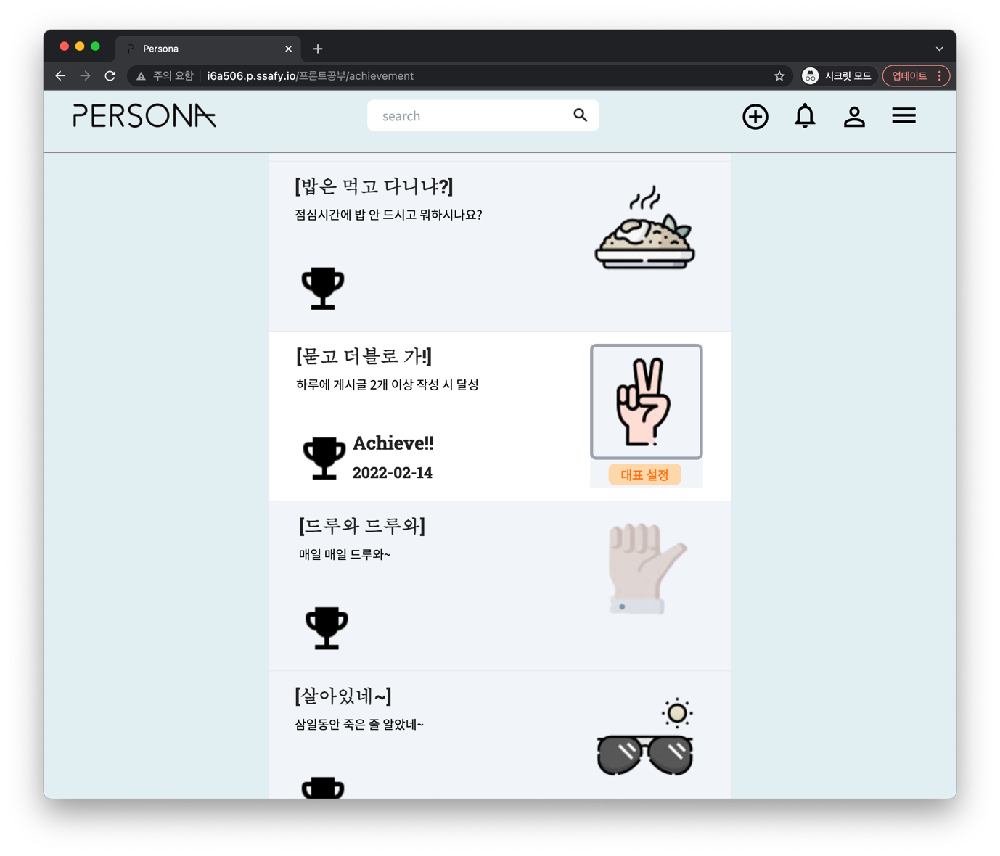 Persona
주의 요함
i6a506.p.ssafy.io/프론트공부/achievement
시크릿 모드
업데이트
PERSONA
search
[밥은 먹고 다니냐?]
점심시간에 밥 안 드시고 뭐하시나요?
[묻고 더블로 가!]
하루에 게시글 2개 이상 작성 시 달성
Achieve!!
2022-02-14
대표 설정
[드루와 드루와]
매일 매일 드루와~
[살아있네~]
삼일동안 죽은 줄 알았네~